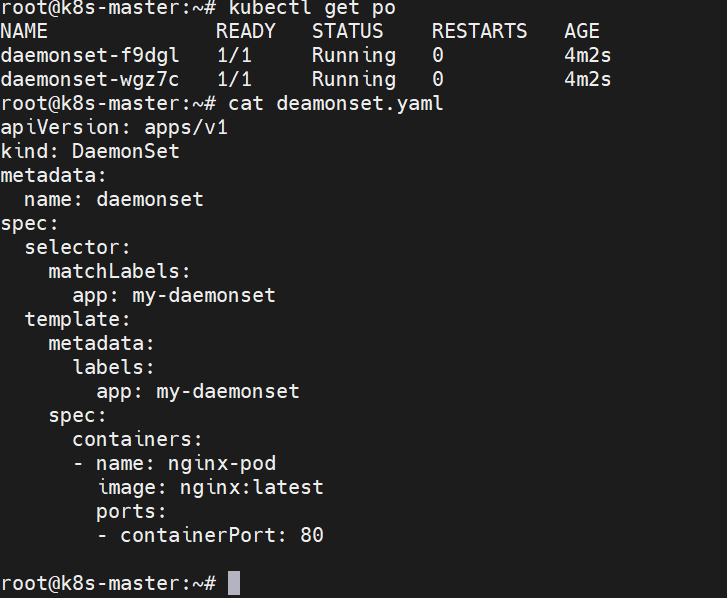 root@k8s-master:~# kubectl get po
NAME              READY   STATUS    RESTARTS   AGE
daemonset-f9dgl   1/1     Running   0          4m2s
daemonset-wgz7c   1/1     Running   0          4m2s
root@k8s-master:~# cat deamonset.yaml
apiVersion: apps/v1
kind: DaemonSet
metadata:
  name: daemonset
spec:
  selector:
    matchLabels:
      app: my-daemonset
  template:
    metadata:
      labels:
        app: my-daemonset
    spec:
      containers:
      - name: nginx-pod
        image: nginx:latest
        ports:
        - containerPort: 80
root@k8s-master:~#